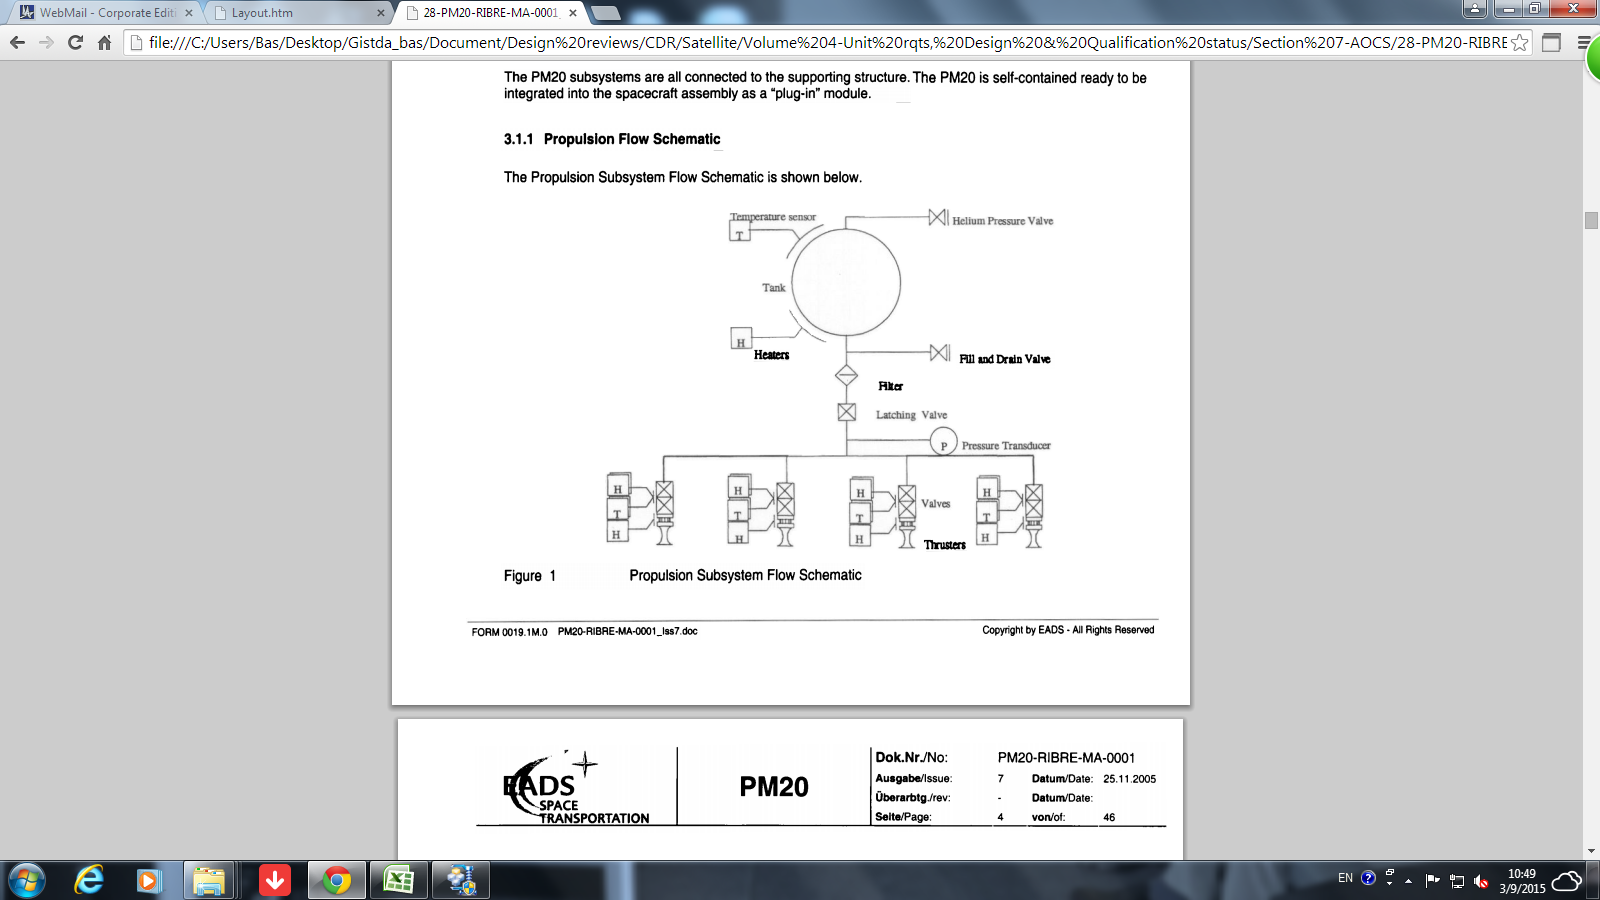 WebMail - Corporate Editi
Layout.htm
28-PM20-RIBRE-MA-0001_
file:///C:/Users/Bas/Desktop/Gistda_bas/Document/Design%20reviews/CDR/Satellite/Volume%204-Unit%20rqts,%20Design%20&%20Qualification%20status/Section%207-AOCS/28-PM20-RIBRE
The PM20 subsystems are all connected to the supporting structure. The PM20 is self-contained ready to be
integrated into the spacecraft assembly as a “plug-in” module.
3.1.1 Propulsion Flow Schematic
The Propulsion Subsystem Flow Schematic is shown below.
Temperature sensor
T
Helium Pressure Valve
Tank
H
Heaters
Fill and Drain Valve
Filter
Latching Valve
P
Pressure Transducer
H
T
H
H
T
H
H
T
H
Valves
Thrusters
H
T
H
Figure 1 Propulsion Subsystem Flow Schematic
FORM 0019.1M.0 PM20-RIBRE-MA-0001_Iss7.doc
Copyright by EADS - All Rights Reserved
EADS
SPACE
TRANSPORTATION
PM20
Dok.Nr./No: PM20-RIBRE-MA-0001
Ausgabe/Issue: 7 Datum/Date: 25.11.2005
Überarbtg./rev: - Datum/Date:
Seite/Page: 4 von/of: 46
EN
10:49
3/9/2015